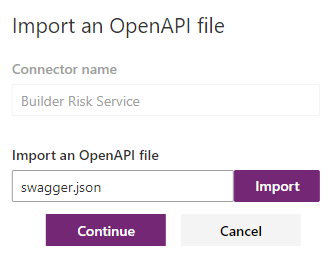 Import an OpenAPI file
Connector name
Builder Risk Service
Import an OpenAPI file
swagger.json Import
Continue Cancel